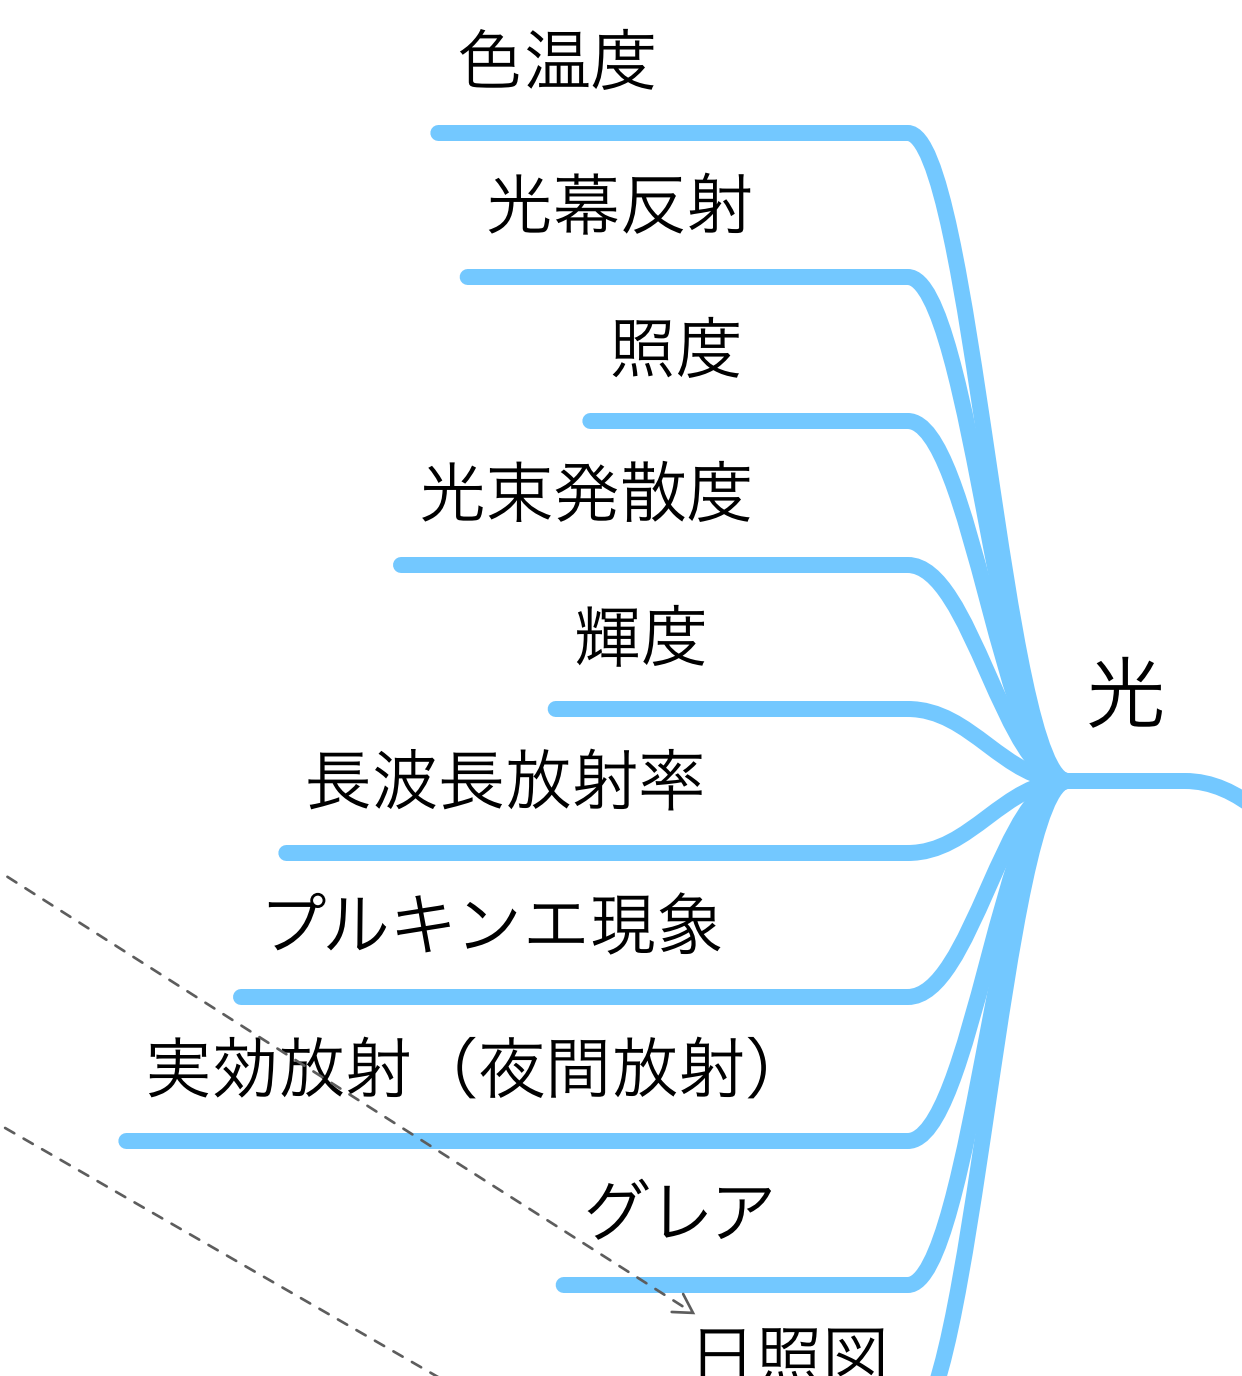 色温度
光幕反射
照度
光束発散度
輝度
光
長波長放射率
プルキンエ現象
実効放射（夜間放射）
グレア
日照図